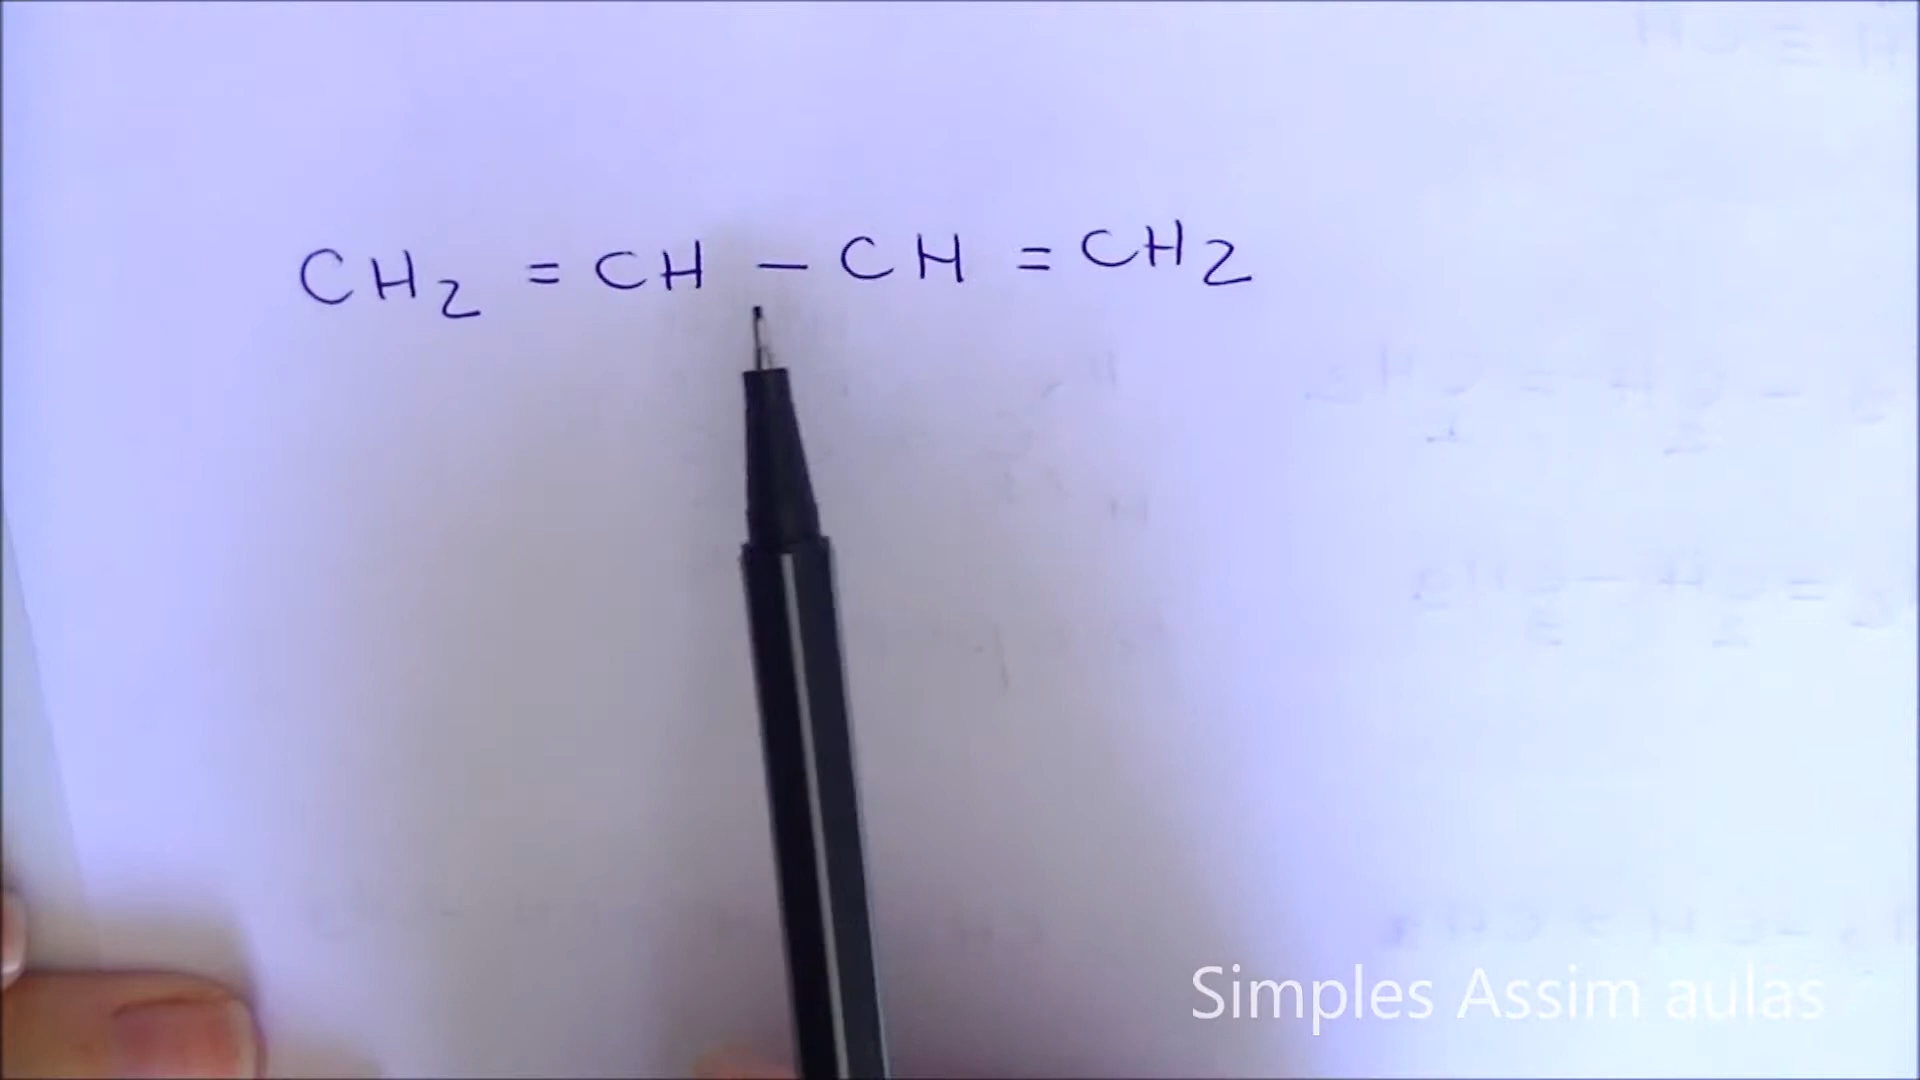 CH2 = CH – CH = CH2
Simples Assim aulas